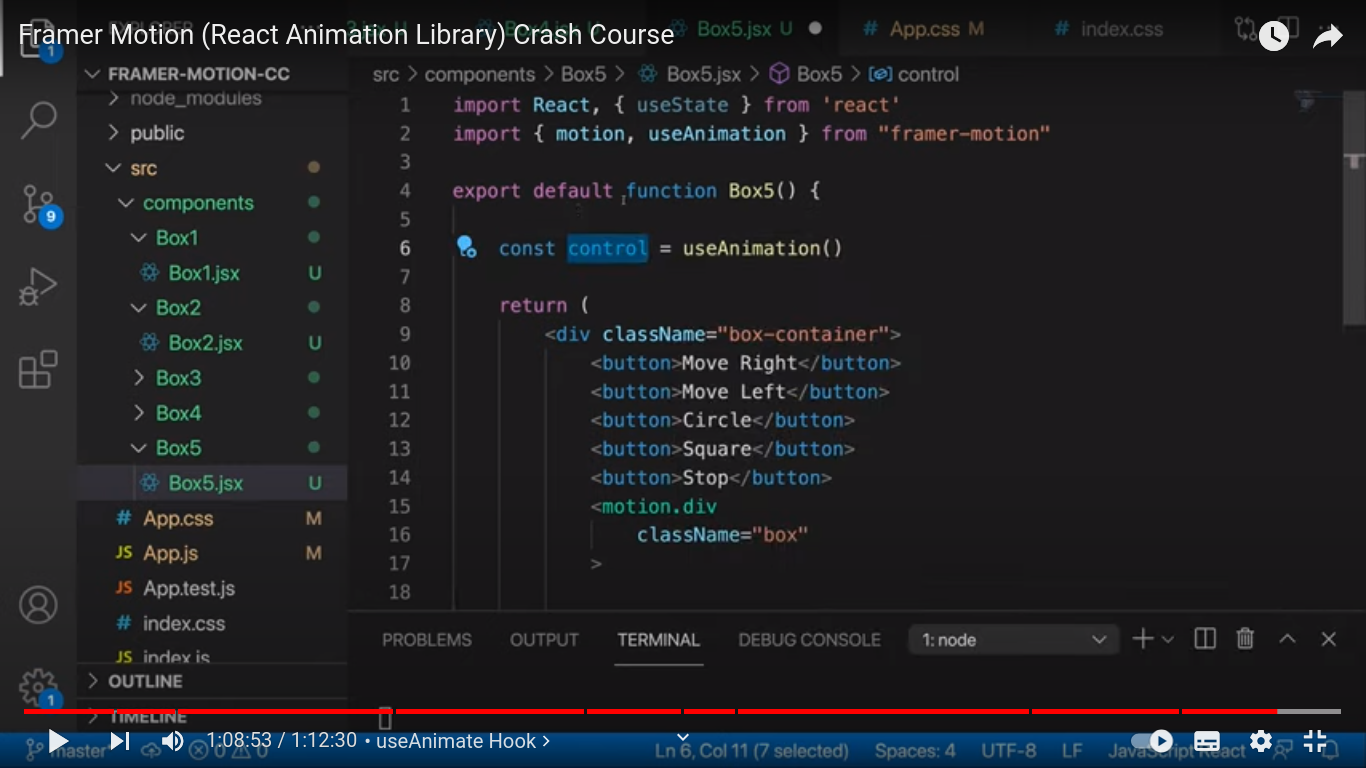 Framer Motion (React Animation Library) Crash Course
Box5.jsx U
App.css M
index.css
FRAMER-MOTION-CC
node_modules
public
src
components
Box1
Box1.jsx U
Box2
Box2.jsx U
Box3
Box4
Box5
Box5.jsx U
App.css M
App.js M
App.test.js
index.css
index.js
OUTLINE
TIMELINE
1
9
1
src > components > Box5 > Box5.jsx > Box5 > control
1 import React, { useState } from 'react'
2 import { motion, useAnimation } from "framer-motion"
3
4 export default function Box5() {
5
6 const control = useAnimation()
7
8 return (
9 <div className="box-container">
10 <button>Move Right</button>
11 <button>Move Left</button>
12 <button>Circle</button>
13 <button>Square</button>
14 <button>Stop</button>
15 <motion.div
16 className="box"
17 >
18
PROBLEMS OUTPUT TERMINAL DEBUG CONSOLE 1: node
1:08:53 / 1:12:30 • useAnimate Hook >
master*
Ln 6, Col 11 (7 selected) Spaces: 4 UTF-8 LF JavaScript React